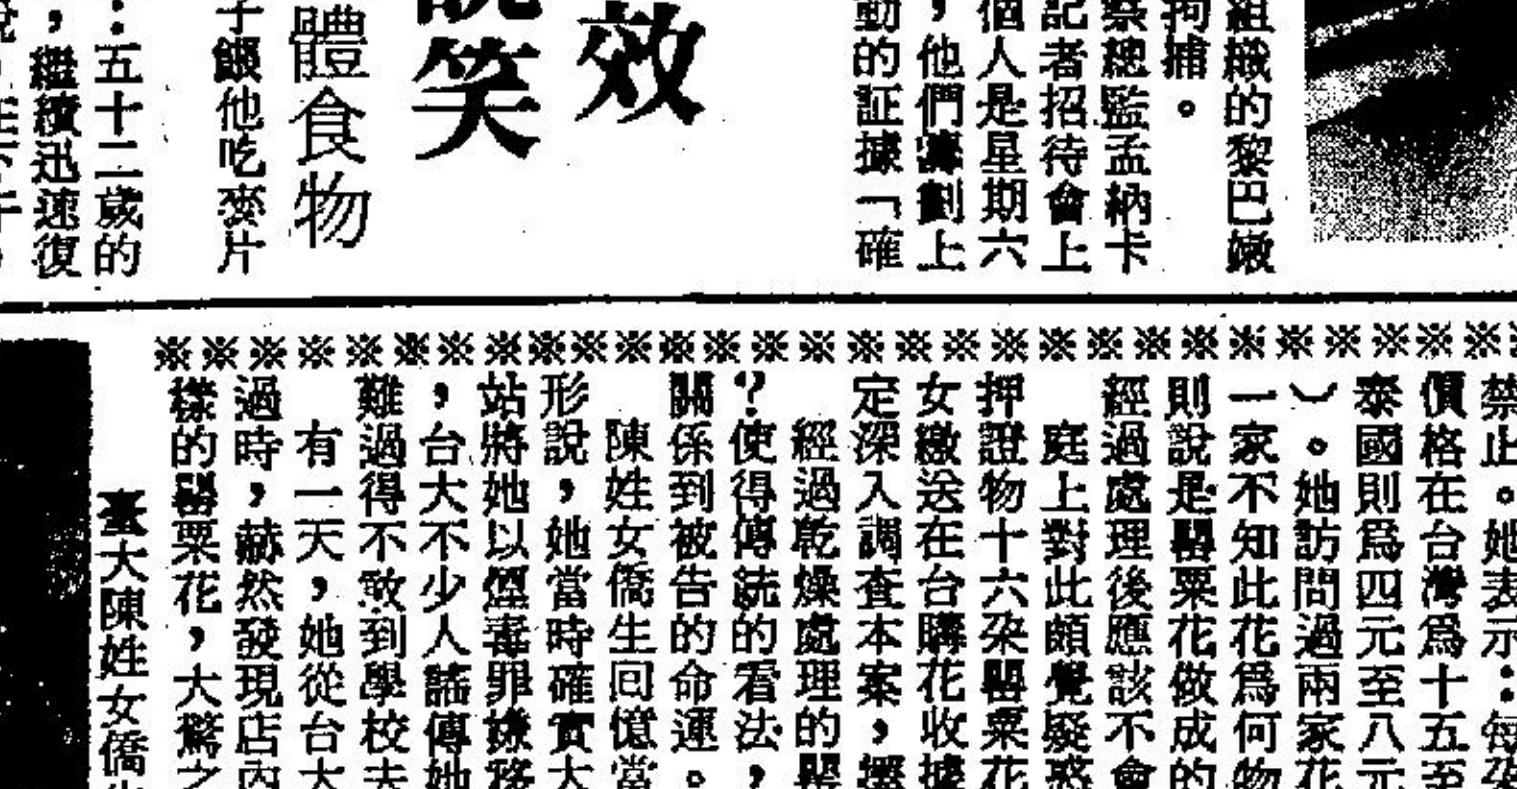 組織的黎巴嫩
拘捕。
察總監孟納卡
記者招待會上
個人是星期六
，他們籌劃上
動的証據「確
效
說笑
體食物
子餵他吃麥片
：五十二歲的
，繼續迅速復
※※※※※※※※※※※※※※※※※※※※※※※※※※※※※
禁止。她表示：每朶
價格在台灣爲十五至
泰國則爲四元至八元
）。她訪問過兩家花
一家不知此花爲何物
則說是罌粟花做成的
經過處理後應該不會
庭上對此頗覺疑惑
押證物十六朶罌粟花
女繳送在台購花收據
定深入調查本案，
經過乾燥處理的罌
？使得傳統的看法，
關係到被告的命運。
陳姓女僑生回憶當
形說，她當時確實大
站將她以煙毒罪嫌移
，台大不少人謠傳她
難過得不敢到學校去
有一天，她從台大
過時，赫然發現店內
樣的罌粟花，大驚之
臺大陳姓女僑生